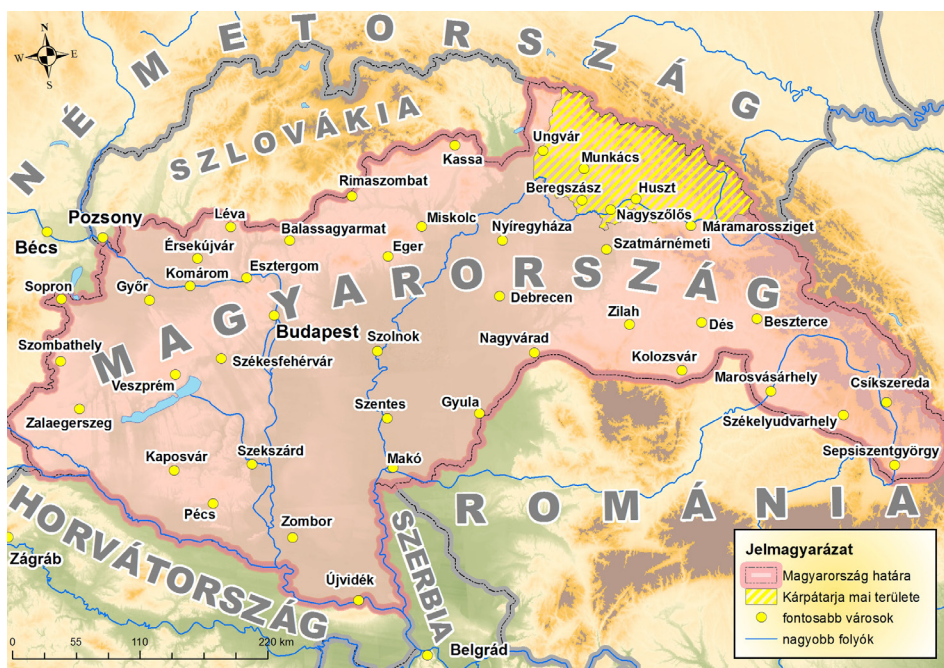 N
W E
S
NÉMETORSZÁG
SZLOVÁKIA
Kassa
Ungvár
Munkács
Rimaszombat
Beregszász
Huszt
Nagyszőlős
Pozsony
Bécs
Léva
Balassagyarmat
Miskolc
Nyíregyháza
Máramarossziget
Érsekújvár
Eger
Szatmárnémeti
Komárom
Esztergom
Sopron
Győr
MAGYARORSZÁG
Debrecen
Budapest
Zilah
Dés
Beszterce
Szombathely
Székesfehérvár
Szolnok
Nagyvárad
Kolozsvár
Veszprém
Marosvásárhely
Csíkszereda
Zalaegerszeg
Szentes
Gyula
Székelyudvarhely
Kaposvár
Szekszárd
Makó
Sepsiszentgyörgy
Pécs
ROMÁNIA
HORVÁTORSZÁG
Zombor
SZERBIA
Zágráb
Újvidék
Belgrád
Jelmagyarázat
Magyarország határa
Kárpátarja mai területe
fontosabb városok
nagyobb folyók
0 55 110 220 km